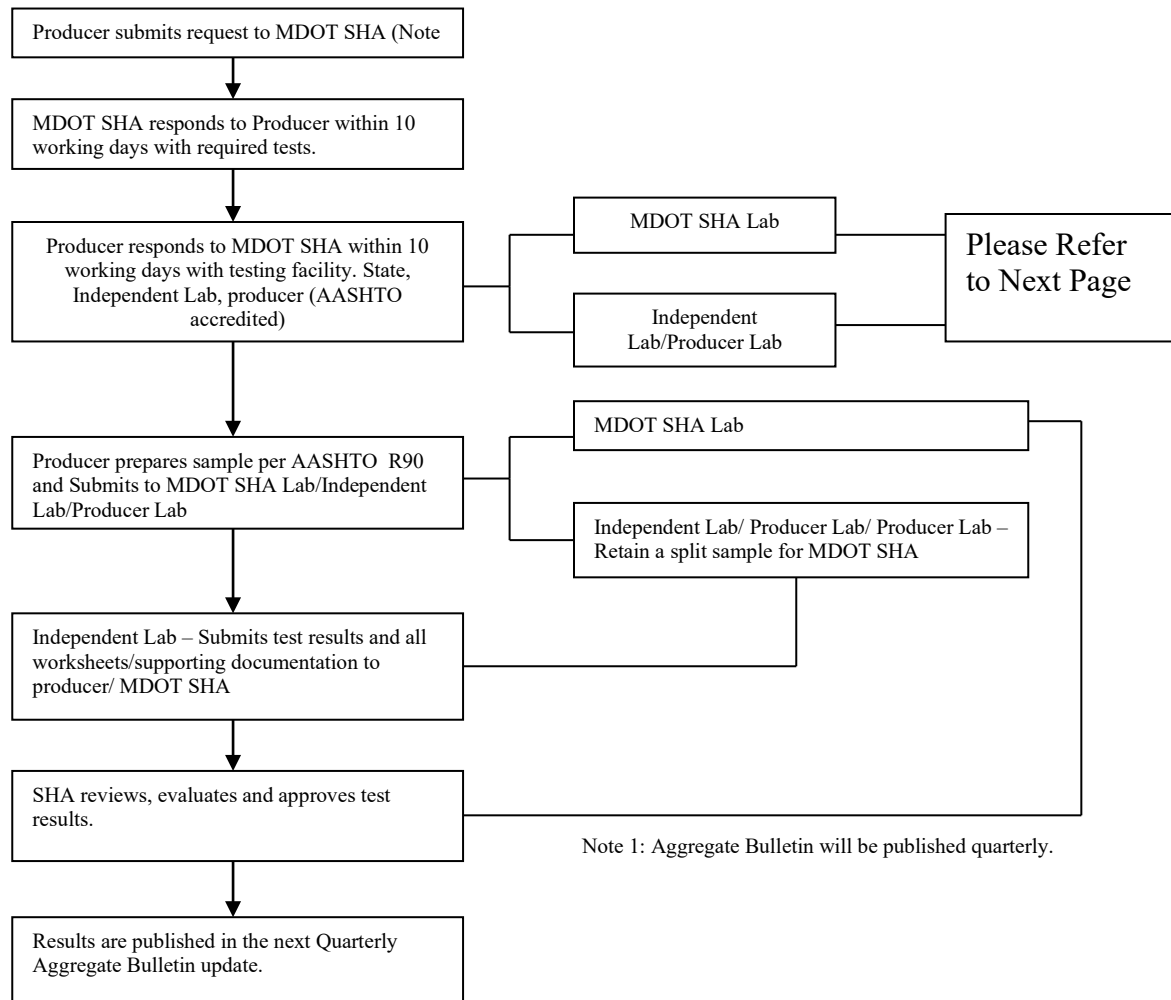 Producer submits request to MDOT SHA (Note
MDOT SHA responds to Producer within 10
working days with required tests.
Producer responds to MDOT SHA within 10
working days with testing facility. State,
Independent Lab, producer (AASHTO
accredited)
MDOT SHA Lab
Independent
Lab/Producer Lab
Please Refer
to Next Page
Producer prepares sample per AASHTO R90
and Submits to MDOT SHA Lab/Independent
Lab/Producer Lab
MDOT SHA Lab
Independent Lab/ Producer Lab/ Producer Lab –
Retain a split sample for MDOT SHA
Independent Lab – Submits test results and all
worksheets/supporting documentation to
producer/ MDOT SHA
SHA reviews, evaluates and approves test
results.
Note 1: Aggregate Bulletin will be published quarterly.
Results are published in the next Quarterly
Aggregate Bulletin update.